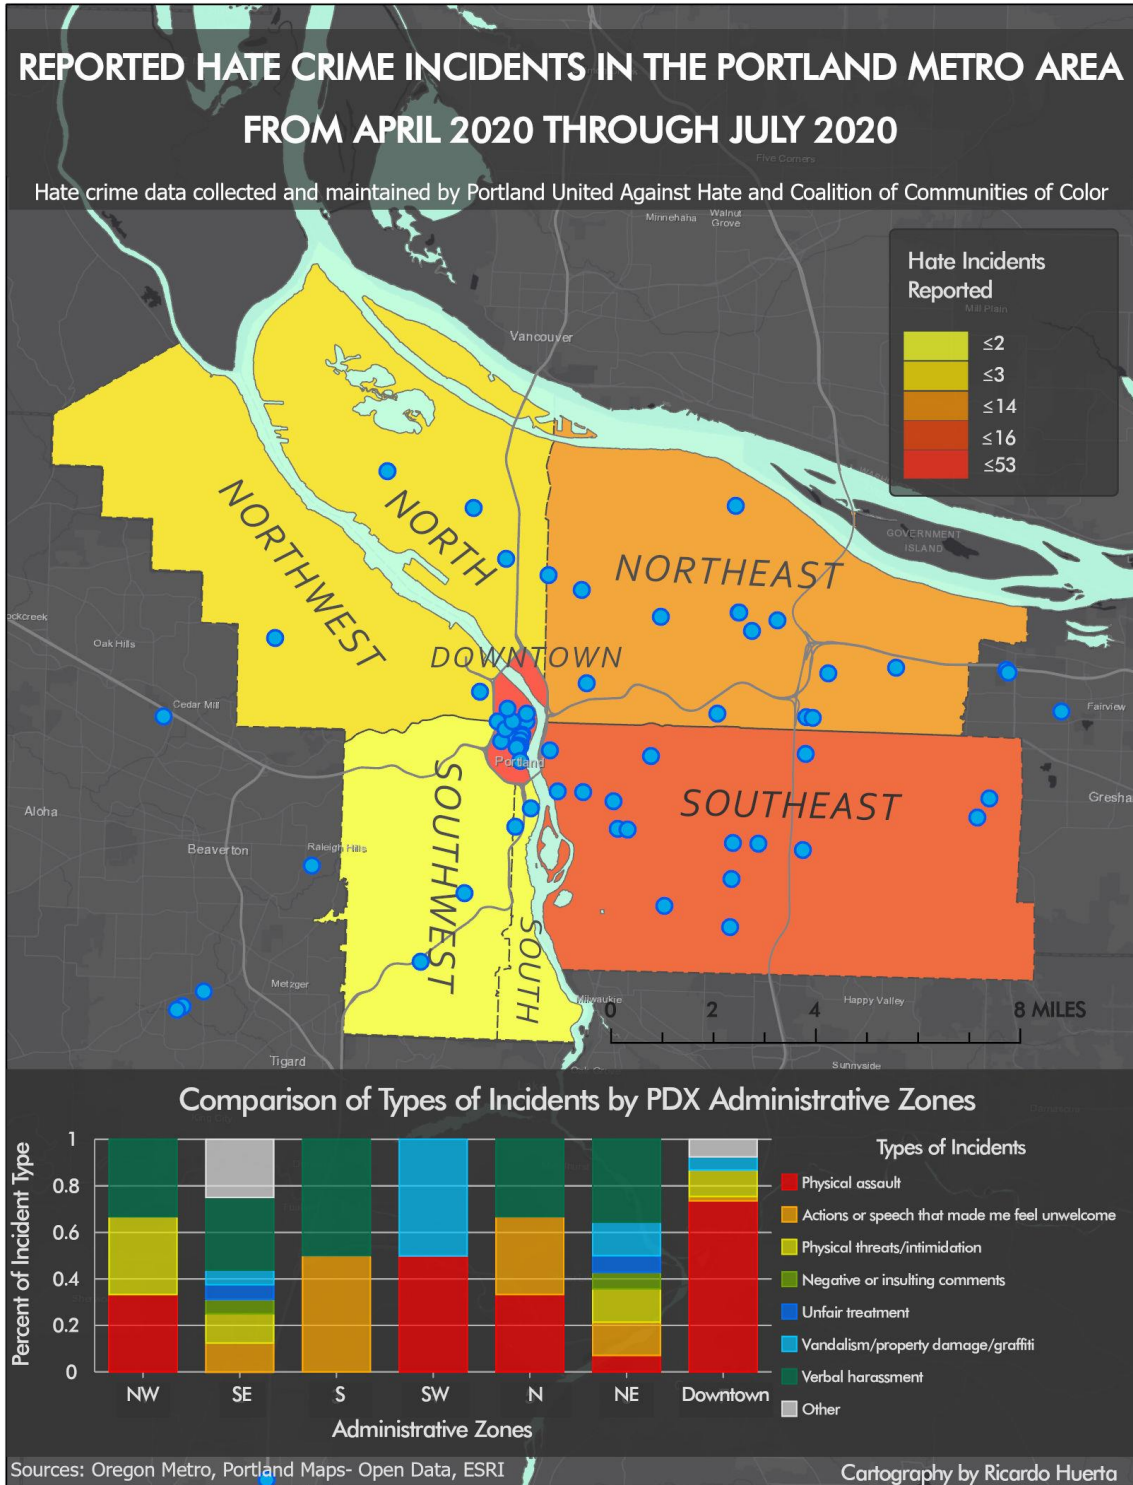 REPORTED HATE CRIME INCIDENTS IN THE PORTLAND METRO AREA
FROM APRIL 2020 THROUGH JULY 2020
Five Corners
Hate crime data collected and maintained by Portland United Against Hate and Coalition of Communities of Color
Minnehaha
Walnut
Grove
Hate Incidents
Reported
Mill Plain
≤2
≤3
≤14
≤16
≤53
Vancouver
NORTHWEST
NORTH
NORTHEAST
GOVERNMENT
ISLAND
ockcreek
Oak Hills
DOWNTOWN
Cedar Mill
Fairview
Portland
SOUTHWEST
SOUTHEAST
Gresha
Aloha
Beaverton
Raleigh Hills
SOUTH
Metzger
Milwaukie
Happy Valley
0 2 4 8 MILES
Tigard
Sunnyside
Comparison of Types of Incidents by PDX Administrative Zones
Percent of Incident Type
1
0.8
0.6
0.4
0.2
0
NW SE S SW N NE Downtown
Administrative Zones
Types of Incidents
Physical assault
Actions or speech that made me feel unwelcome
Physical threats/intimidation
Negative or insulting comments
Unfair treatment
Vandalism/property damage/graffiti
Verbal harassment
Other
Sources: Oregon Metro, Portland Maps- Open Data, ESRI
Cartography by Ricardo Huerta